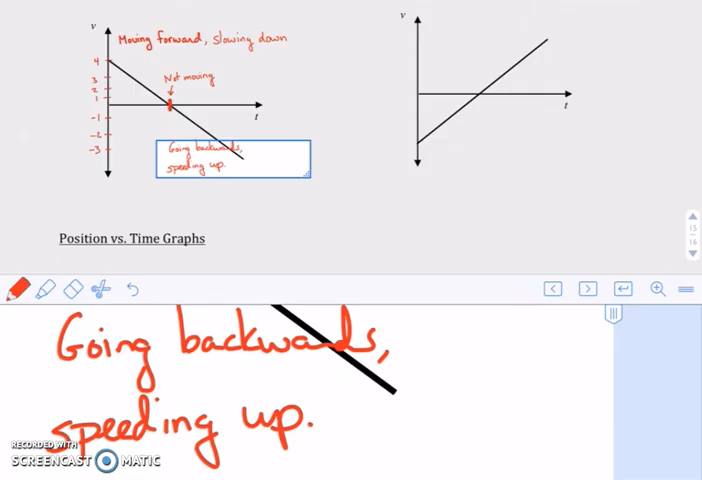 v
Moving forward, slowing down
4
3
2
1
Not moving
t
-1
-2
-3
Going backwards,
speeding up.
v
t
Position vs. Time Graphs
15
16
Going backwards,
speeding up.
RECORDED WITH
SCREENCAST MATIC